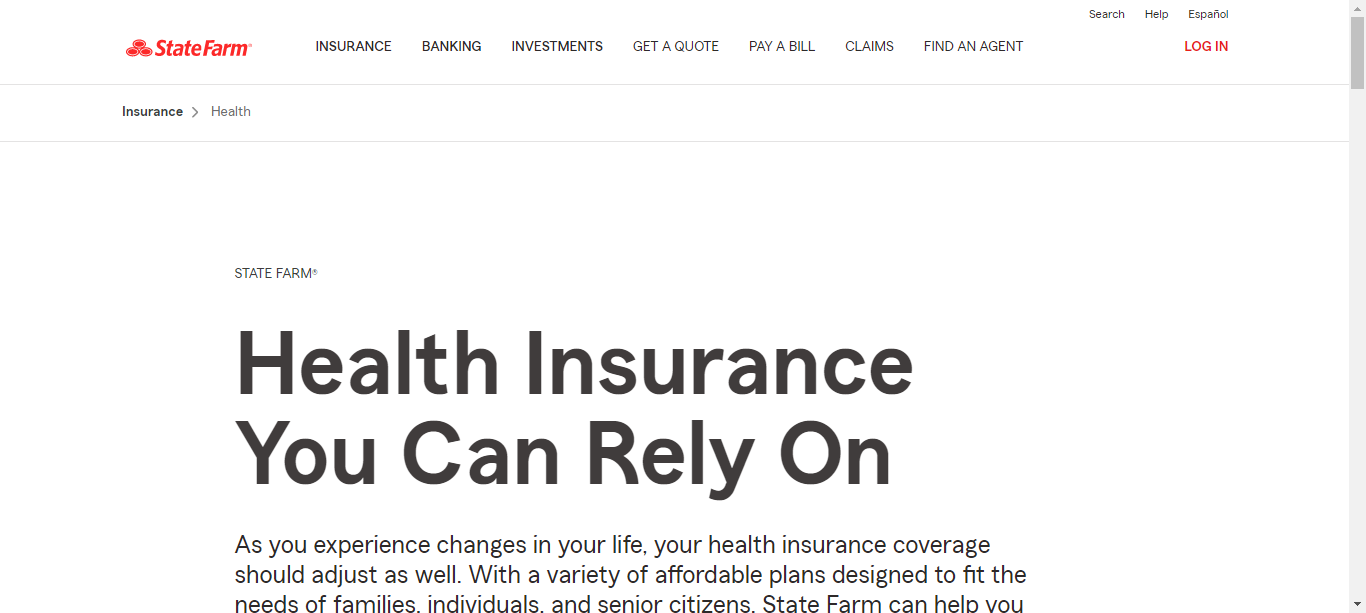 Search Help Español
State Farm®
INSURANCE BANKING INVESTMENTS GET A QUOTE PAY A BILL CLAIMS FIND AN AGENT LOG IN
Insurance Health
STATE FARM®
Health Insurance
You Can Rely On
As you experience changes in your life, your health insurance coverage
should adjust as well. With a variety of affordable plans designed to fit the
needs of families, individuals, and senior citizens, State Farm can help you